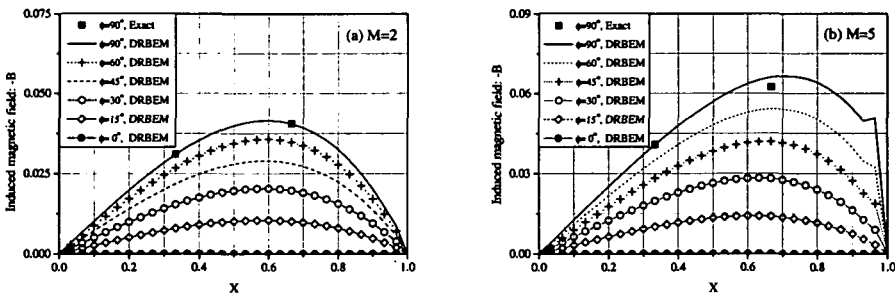 0.075
0.050
0.025
0.000
Induced magnetic field: -B
ϕ=90°, Exact
ϕ=90°, DRBEM
ϕ=60°, DRBEM
ϕ=45°, DRBEM
ϕ=30°, DRBEM
ϕ=15°, DRBEM
ϕ=0°, DRBEM
(a) M=2
0.0 0.2 0.4 0.6 0.8 1.0
X
0.09
0.06
0.03
0.00
Induced magnetic field: -B
ϕ=90°, Exact
ϕ=90°, DRBEM
ϕ=60°, DRBEM
ϕ=45°, DRBEM
ϕ=30°, DRBEM
ϕ=15°, DRBEM
ϕ=0°, DRBEM
(b) M=5
0.0 0.2 0.4 0.6 0.8 1.0
X